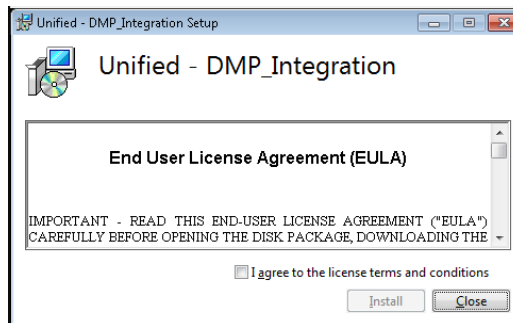 Unified - DMP_Integration Setup
Unified - DMP_Integration
End User License Agreement (EULA)
IMPORTANT - READ THIS END-USER LICENSE AGREEMENT ("EULA")
CAREFULLY BEFORE OPENING THE DISK PACKAGE, DOWNLOADING THE
I agree to the license terms and conditions
Install Close